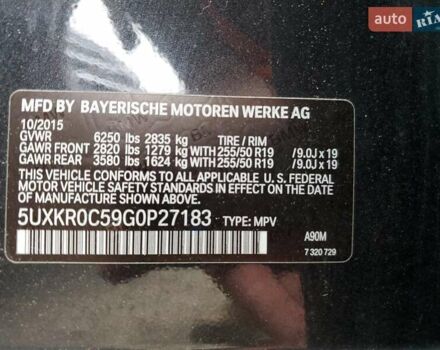 AUTO RIA
MFD BY BAYERISCHE MOTOREN WERKE AG
10/2015
GVWR 6250 lbs 2835 kg TIRE / RIM
GAWR FRONT 2820 lbs 1279 kg WITH 255/50 R19 /9.0J x 19
GAWR REAR 3580 lbs 1624 kg WITH 255/50 R19 /9.0J x 19
THIS VEHICLE CONFORMS TO ALL APPLICABLE U.S. FEDERAL
MOTOR VEHICLE SAFETY STANDARDS IN EFFECT ON THE DATE OF
MANUFACTURE SHOWN ABOVE.
5UXKR0C59G0P27183 TYPE: MPV
A90M
7 320 729